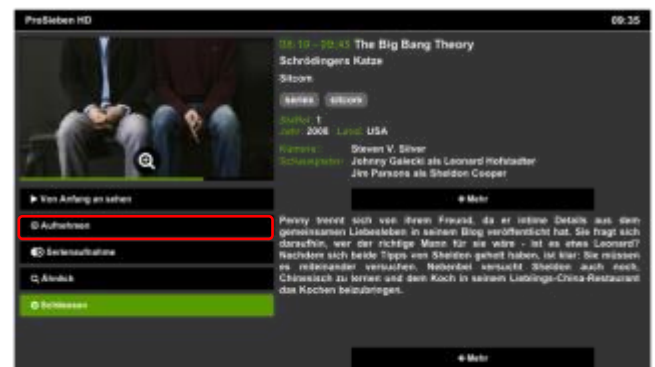 ProSieben HD
09:35
09:45 The Big Bang Theory
Schrödingers Katze
Sitcom
series sitcom
Staffel: 1
Jahr: 2008 Land: USA
Kamera: Steven V. Silver
Schauspieler: Johnny Galecki als Leonard Hofstadter
Jim Parsons als Sheldon Cooper
Von Anfang an sehen
Mehr
Aufnehmen
Serienaufnahme
Ähnlich
Schliessen
Penny trennt sich von ihrem Freund, da er intime Details aus dem
gemeinsamen Liebesleben in seinem Blog veröffentlicht hat. Sie fragt sich
daraufhin, wer der richtige Mann für sie wäre - ist es etwa Leonard?
Nachdem sich beide Tipps von Sheldon geholt haben, ist klar: Sie müssen
es miteinander versuchen. Nebenbei versucht Sheldon auch noch,
Chinesisch zu lernen und dem Koch in seinem Lieblings-China-Restaurant
das Kochen beizubringen.
Mehr